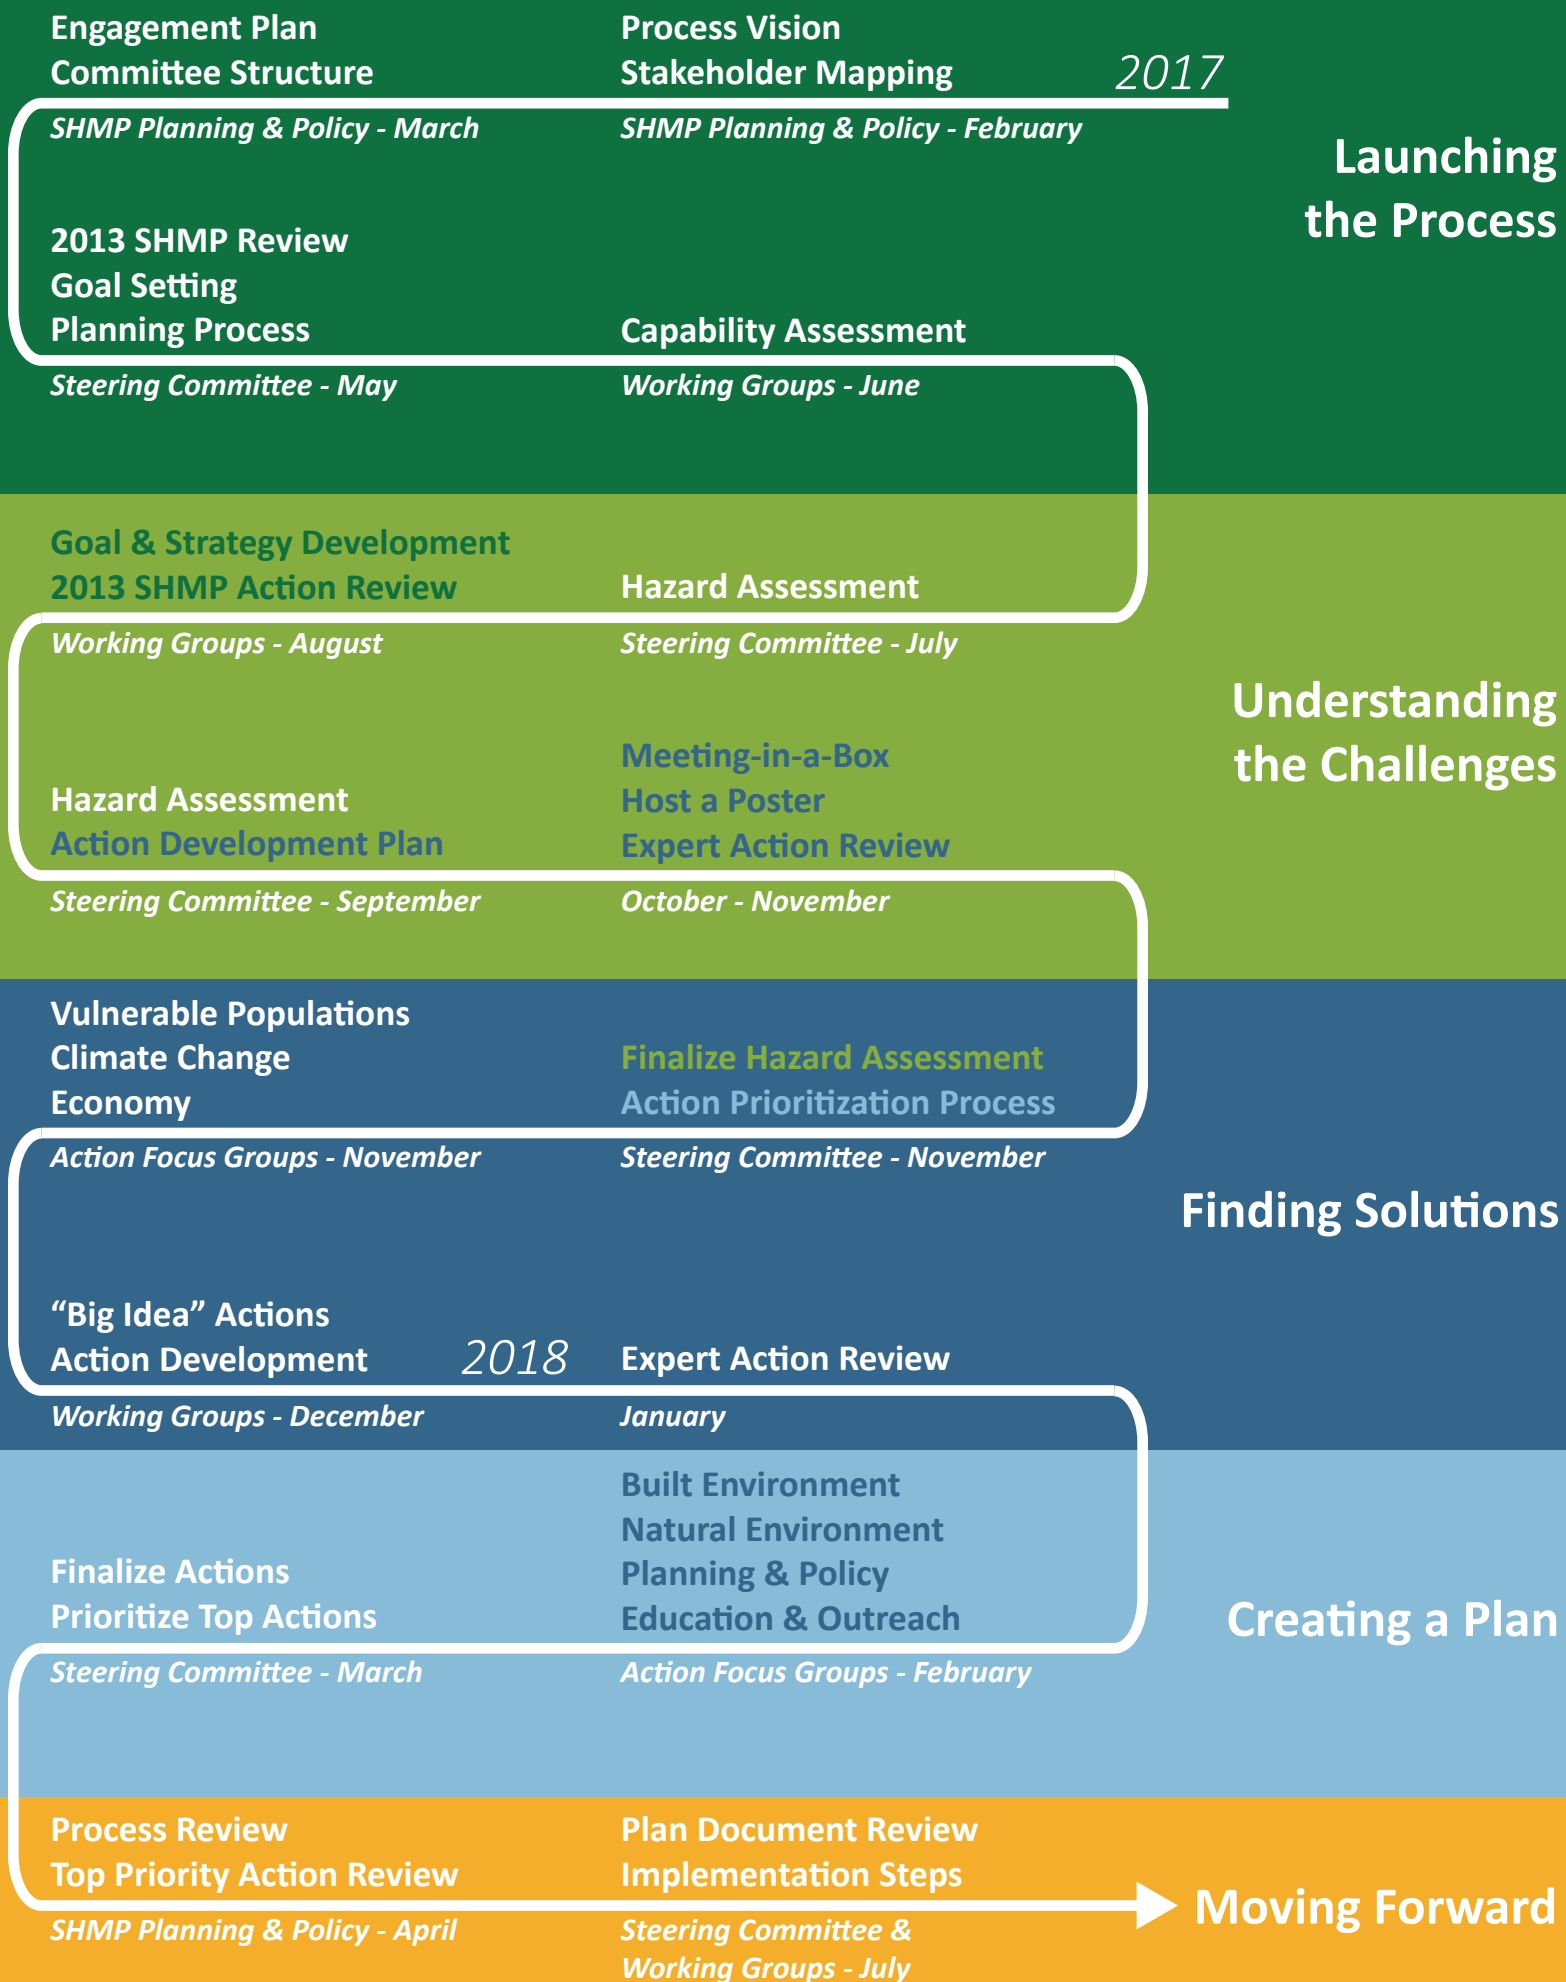 Engagement Plan
Committee Structure
SHMP Planning & Policy - March
Process Vision
Stakeholder Mapping
SHMP Planning & Policy - February
2017
Launching
the Process
2013 SHMP Review
Goal Setting
Planning Process
Steering Committee - May
Capability Assessment
Working Groups - June
Goal & Strategy Development
2013 SHMP Action Review
Working Groups - August
Hazard Assessment
Steering Committee - July
Understanding
the Challenges
Hazard Assessment
Action Development Plan
Steering Committee - September
Meeting-in-a-Box
Host a Poster
Expert Action Review
October - November
Vulnerable Populations
Climate Change
Economy
Action Focus Groups - November
Finalize Hazard Assessment
Action Prioritization Process
Steering Committee - November
Finding Solutions
“Big Idea” Actions
Action Development
Working Groups - December
2018
Expert Action Review
January
Built Environment
Natural Environment
Planning & Policy
Education & Outreach
Action Focus Groups - February
Finalize Actions
Prioritize Top Actions
Steering Committee - March
Creating a Plan
Process Review
Top Priority Action Review
SHMP Planning & Policy - April
Plan Document Review
Implementation Steps
Steering Committee &
Working Groups - July
Moving Forward